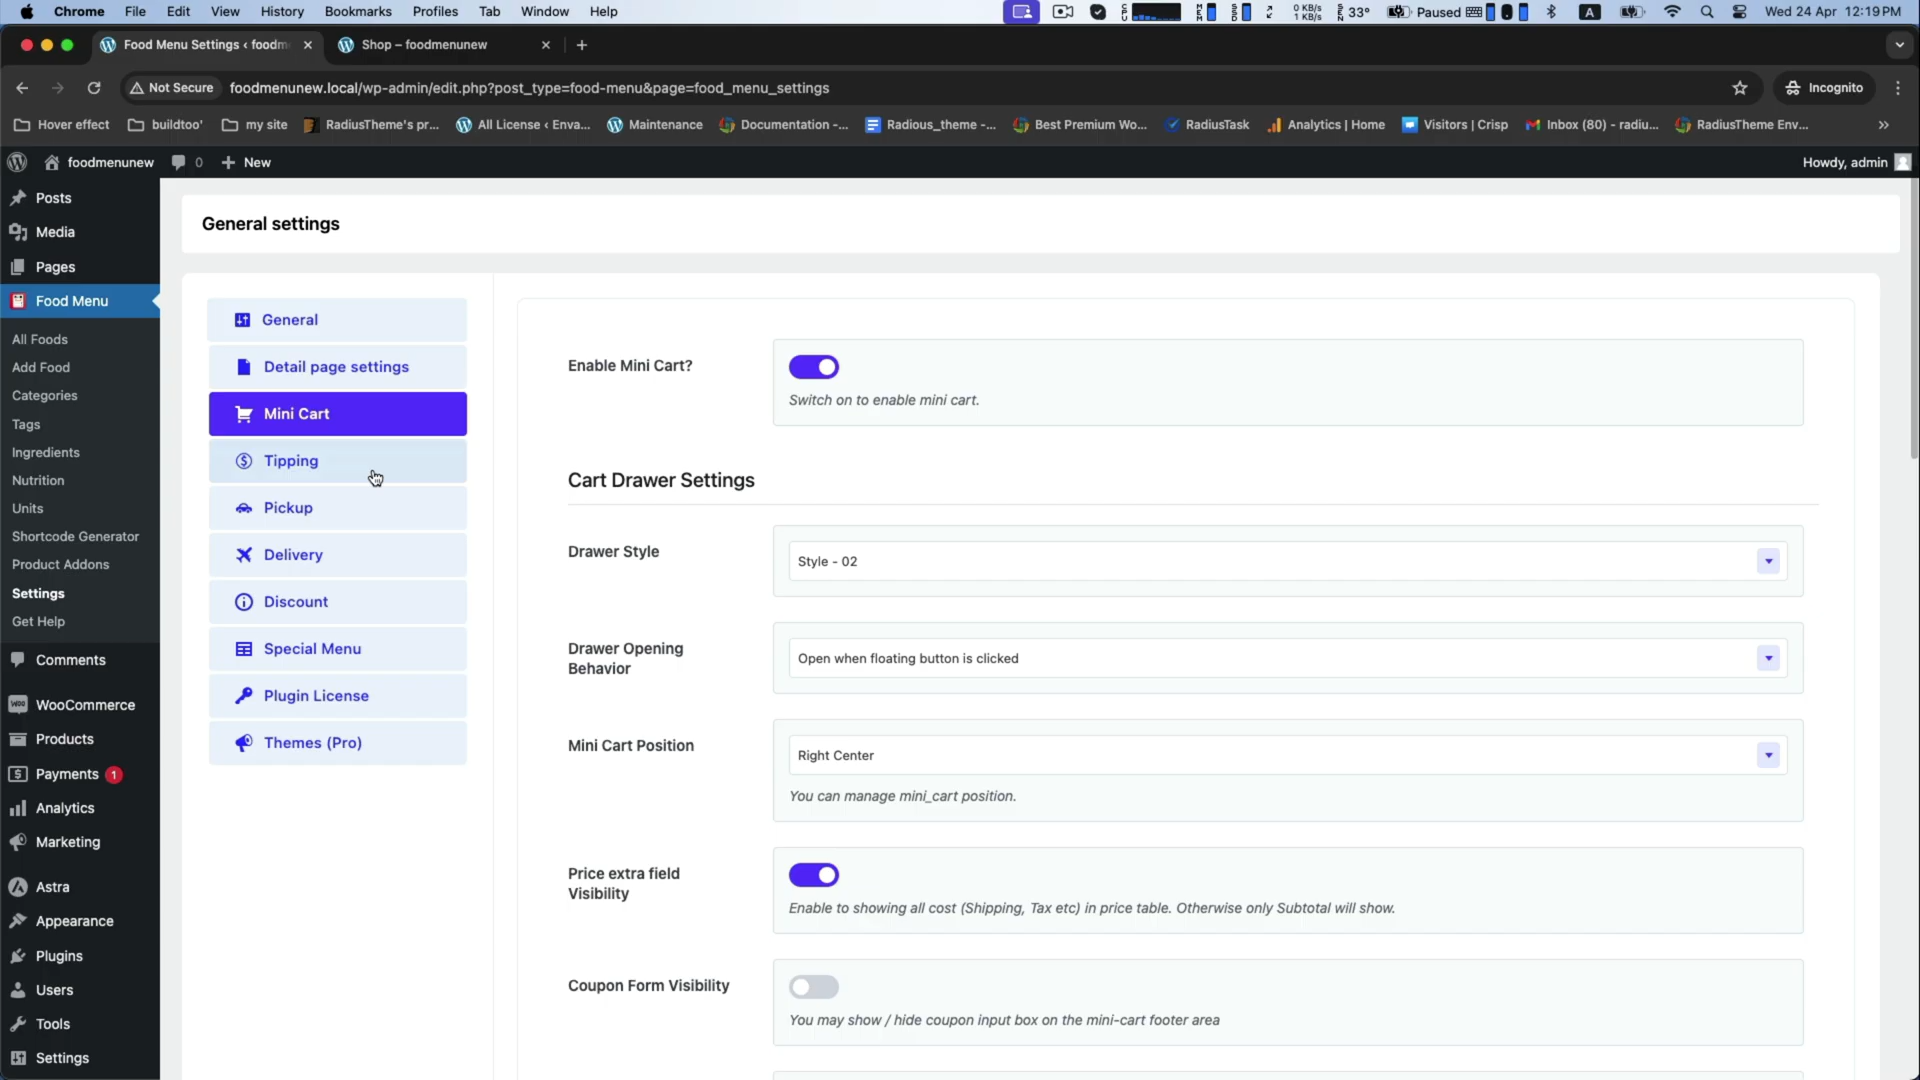 Chrome File Edit View History Bookmarks Profiles Tab Window Help
0 KB/s
1 KB/s
33° Paused A Wed 24 Apr 12:19 PM
Food Menu Settings ‹ foodm
Shop – foodmenunew
Not Secure foodmenunew.local/wp-admin/edit.php?post_type=food-menu&page=food_menu_settings Incognito
Hover effect buildtoo' my site RadiusTheme's pr... All License ‹ Enva... Maintenance Documentation -... Radious_theme -... Best Premium Wo... RadiusTask Analytics | Home Visitors | Crisp Inbox (80) - radiu... RadiusTheme Env... »
foodmenunew 0 + New Howdy, admin
Posts
Media
Pages
Food Menu
All Foods
Add Food
Categories
Tags
Ingredients
Nutrition
Units
Shortcode Generator
Product Addons
Settings
Get Help
Comments
WooCommerce
Products
Payments 1
Analytics
Marketing
Astra
Appearance
Plugins
Users
Tools
Settings
General settings
General
Detail page settings
Mini Cart
Tipping
Pickup
Delivery
Discount
Special Menu
Plugin License
Themes (Pro)
Enable Mini Cart?
Switch on to enable mini cart.
Cart Drawer Settings
Drawer Style
Style - 02
Drawer Opening
Behavior
Open when floating button is clicked
Mini Cart Position
Right Center
You can manage mini_cart position.
Price extra field
Visibility
Enable to showing all cost (Shipping, Tax etc) in price table. Otherwise only Subtotal will show.
Coupon Form Visibility
You may show / hide coupon input box on the mini-cart footer area